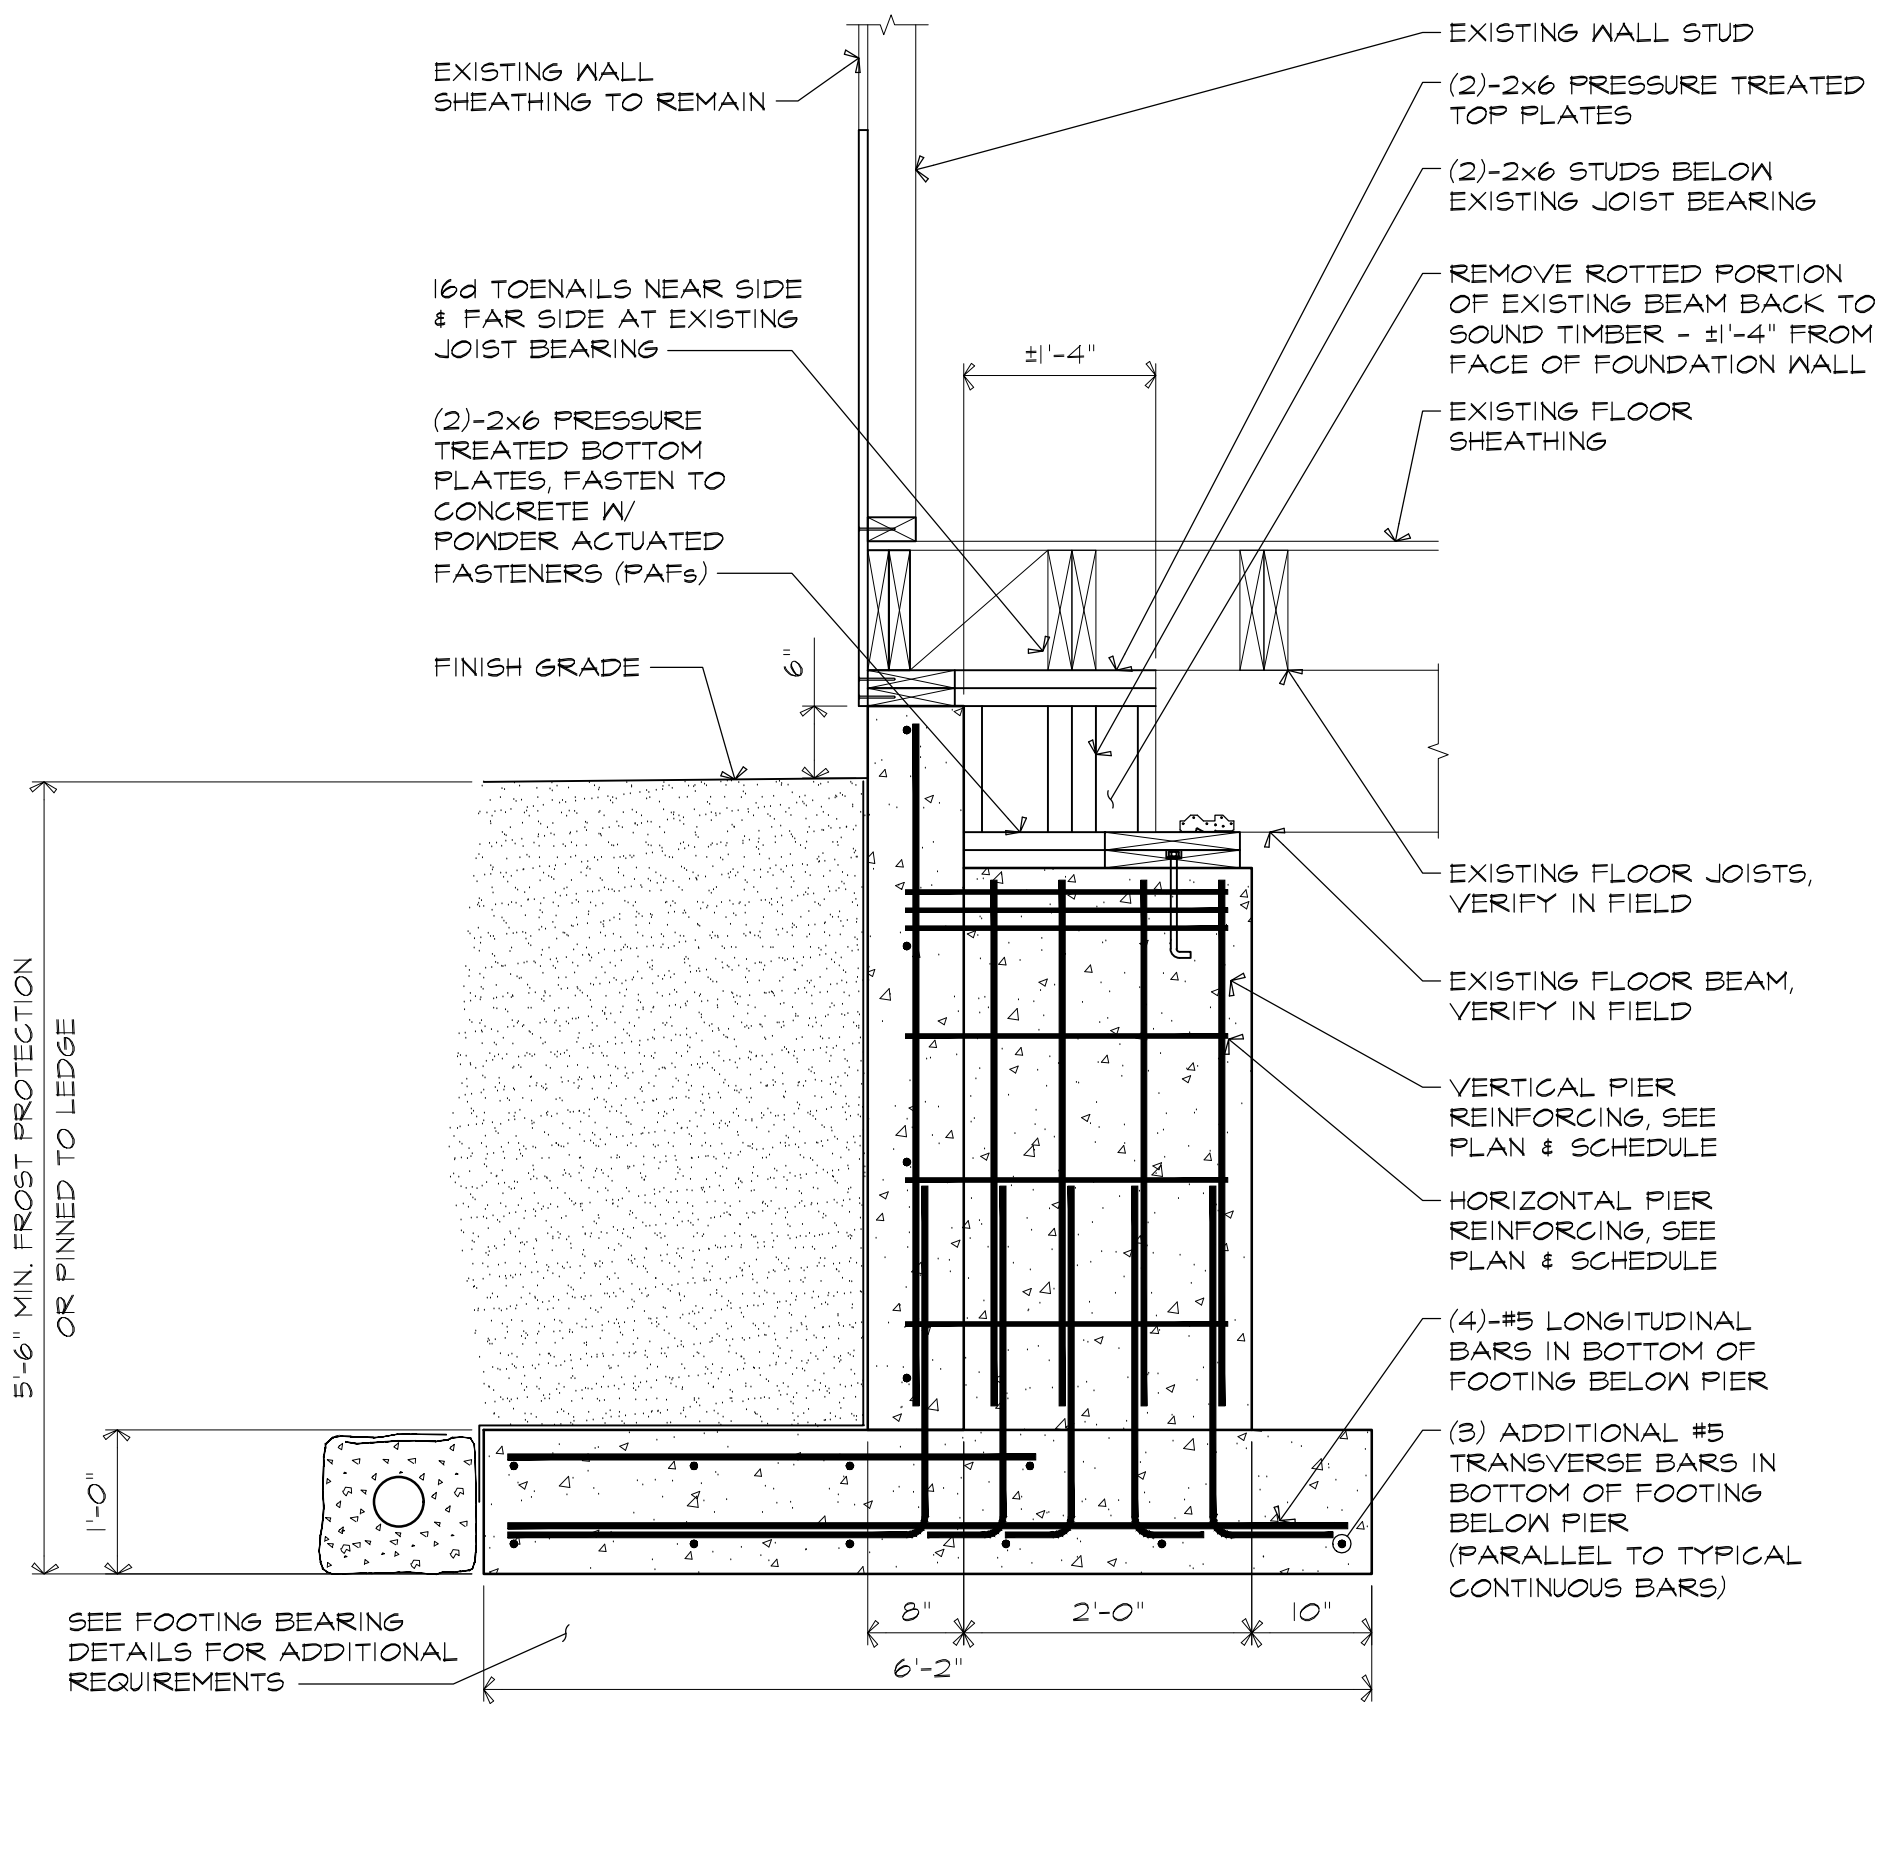 EXISTING WALL
SHEATHING TO REMAIN
16d TOENAILS NEAR SIDE
& FAR SIDE AT EXISTING
JOIST BEARING
(2)-2x6 PRESSURE
TREATED BOTTOM
PLATES, FASTEN TO
CONCRETE W/
POWDER ACTUATED
FASTENERS (PAFs)
FINISH GRADE
6"
±1'-4"
EXISTING WALL STUD
(2)-2x6 PRESSURE TREATED
TOP PLATES
(2)-2x6 STUDS BELOW
EXISTING JOIST BEARING
REMOVE ROTTED PORTION
OF EXISTING BEAM BACK TO
SOUND TIMBER - ±1'-4" FROM
FACE OF FOUNDATION WALL
EXISTING FLOOR
SHEATHING
EXISTING FLOOR JOISTS,
VERIFY IN FIELD
EXISTING FLOOR BEAM,
VERIFY IN FIELD
VERTICAL PIER
REINFORCING, SEE
PLAN & SCHEDULE
HORIZONTAL PIER
REINFORCING, SEE
PLAN & SCHEDULE
(4)-#5 LONGITUDINAL
BARS IN BOTTOM OF
FOOTING BELOW PIER
(3) ADDITIONAL #5
TRANSVERSE BARS IN
BOTTOM OF FOOTING
BELOW PIER
(PARALLEL TO TYPICAL
CONTINUOUS BARS)
5'-6" MIN. FROST PROTECTION
OR PINNED TO LEDGE
1'-0"
SEE FOOTING BEARING
DETAILS FOR ADDITIONAL
REQUIREMENTS
8"
2'-0"
10"
6'-2"